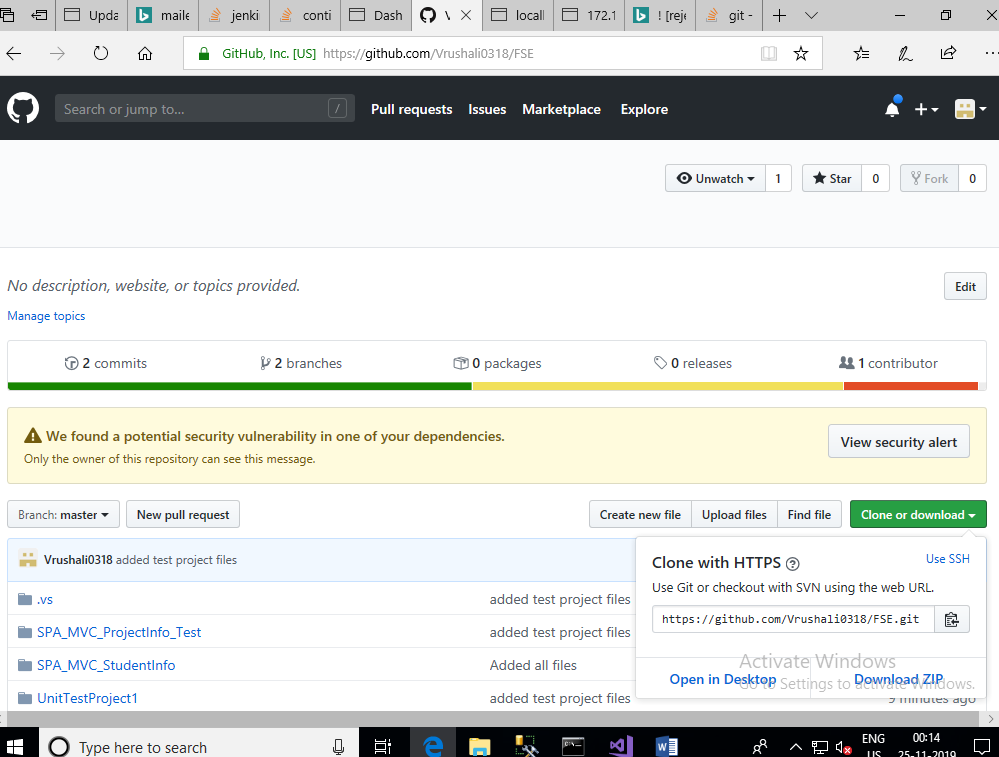 Upda
maile
jenki
conti
Dash
V
locall
172.1
! [reje
git -
GitHub, Inc. [US] https://github.com/Vrushali0318/FSE
Search or jump to... /
Pull requests Issues Marketplace Explore
Unwatch 1 Star 0 Fork 0
No description, website, or topics provided.
Edit
Manage topics
2 commits 2 branches 0 packages 0 releases 1 contributor
We found a potential security vulnerability in one of your dependencies.
Only the owner of this repository can see this message.
View security alert
Branch: master New pull request Create new file Upload files Find file Clone or download
Vrushali0318 added test project files
.vs added test project files
SPA_MVC_ProjectInfo_Test added test project files
SPA_MVC_StudentInfo Added all files
UnitTestProject1 added test project files 9 minutes ago
Clone with HTTPS ?
Use SSH
Use Git or checkout with SVN using the web URL.
https://github.com/Vrushali0318/FSE.git
Open in Desktop Download ZIP
Activate Windows
Go to Settings to activate Windows.
Type here to search
ENG
US
00:14
25-11-2019